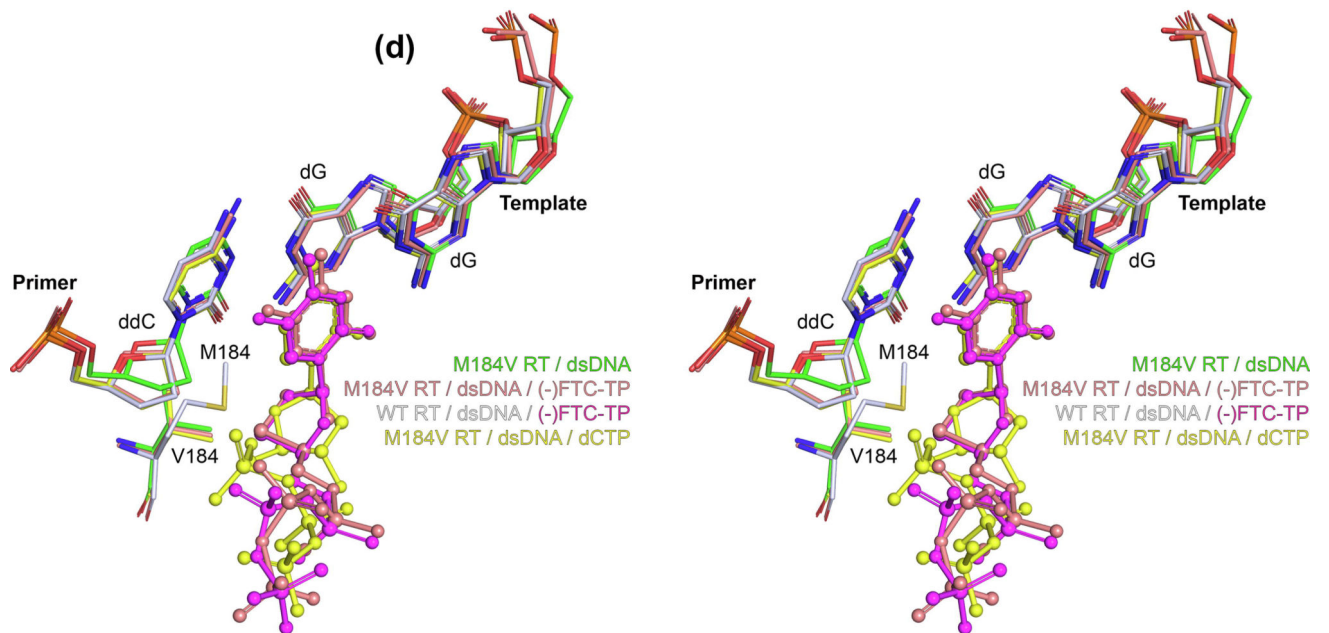 (d)
dG
Template
dG
Primer
ddC
M184
M184V RT / dsDNA
M184V RT / dsDNA / (-)FTC-TP
WT RT / dsDNA / (-)FTC-TP
M184V RT / dsDNA / dCTP
V184
dG
Template
dG
Primer
ddC
M184
M184V RT / dsDNA
M184V RT / dsDNA / (-)FTC-TP
WT RT / dsDNA / (-)FTC-TP
M184V RT / dsDNA / dCTP
V184